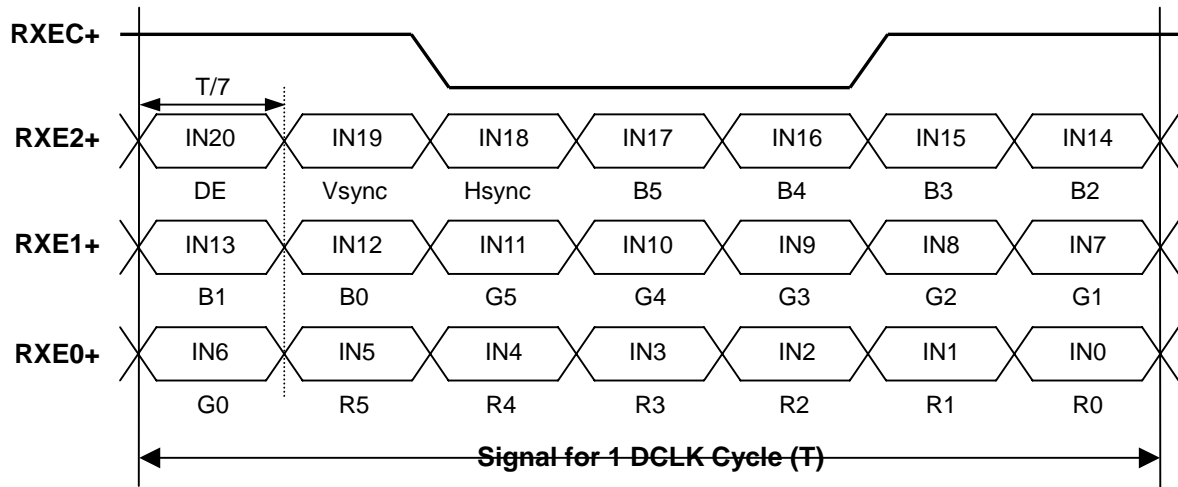 RXEC+
T/7
RXE2+ IN20 IN19 IN18 IN17 IN16 IN15 IN14
DE Vsync Hsync B5 B4 B3 B2
RXE1+ IN13 IN12 IN11 IN10 IN9 IN8 IN7
B1 B0 G5 G4 G3 G2 G1
RXE0+ IN6 IN5 IN4 IN3 IN2 IN1 IN0
G0 R5 R4 R3 R2 R1 R0
Signal for 1 DCLK Cycle (T)